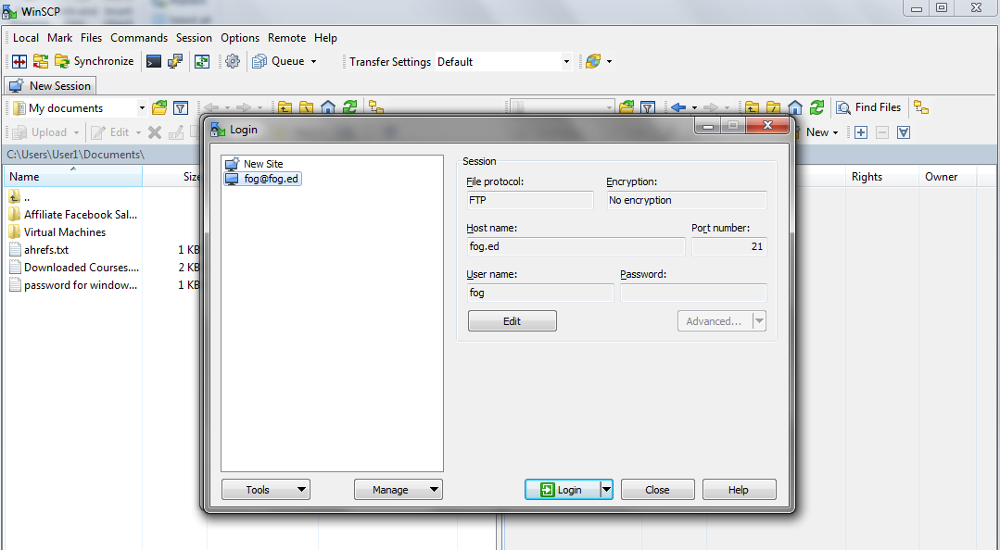 WinSCP
Local Mark Files Commands Session Options Remote Help
Synchronize Queue Transfer Settings Default
New Session
My documents Find Files
Upload Edit New
C:\Users\User1\Documents\
Name Size Rights Owner
..
Affiliate Facebook Sal...
Virtual Machines
ahrefs.txt 1 KB
Downloaded Courses.... 2 KB
password for window... 1 KB
Login
New Site
fog@fog.ed
Session
File protocol: Encryption:
FTP No encryption
Host name: Port number:
fog.ed 21
User name: Password:
fog
Edit Advanced...
Tools Manage Login Close Help